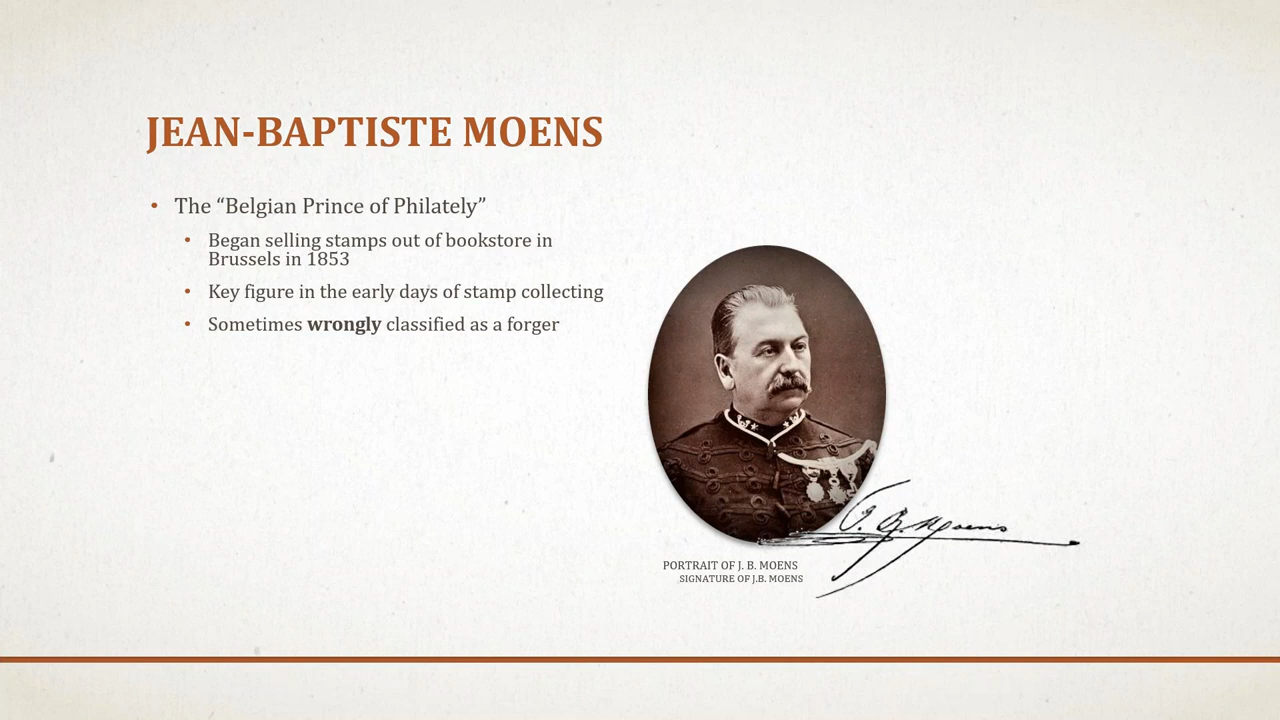 JEAN-BAPTISTE MOENS
• The “Belgian Prince of Philately”
• Began selling stamps out of bookstore in
Brussels in 1853
• Key figure in the early days of stamp collecting
• Sometimes wrongly classified as a forger
J. B. Moens
PORTRAIT OF J. B. MOENS
SIGNATURE OF J.B. MOENS